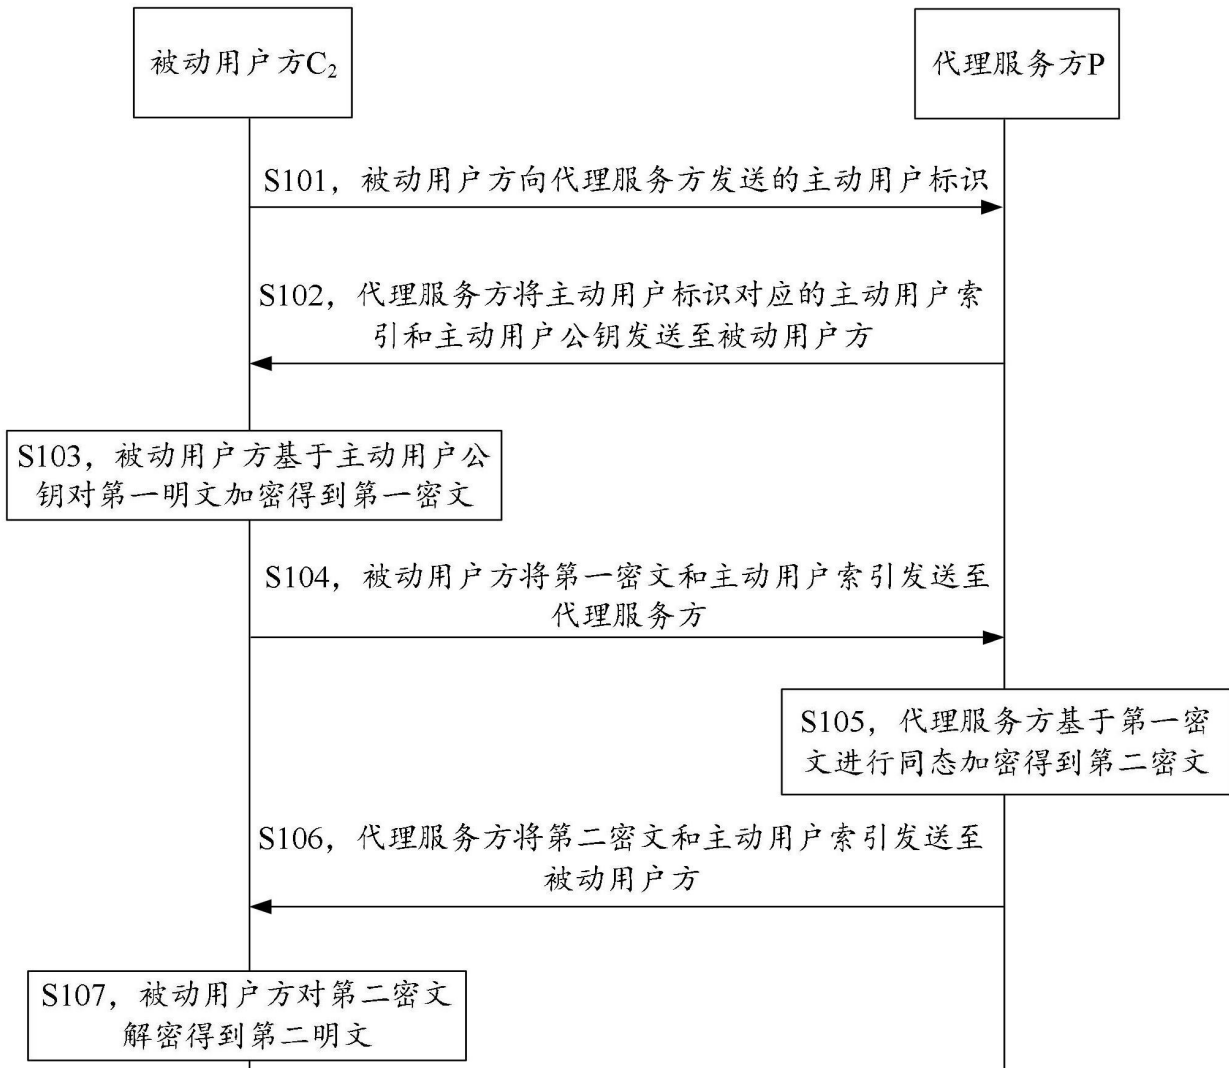 被动用户方C₂
代理服务方P
S101，被动用户方向代理服务方发送的主动用户标识
S102，代理服务方将主动用户标识对应的主动用户索
引和主动用户公钥发送至被动用户方
S103，被动用户方基于主动用户公
钥对第一明文加密得到第一密文
S104，被动用户方将第一密文和主动用户索引发送至
代理服务方
S105，代理服务方基于第一密
文进行同态加密得到第二密文
S106，代理服务方将第二密文和主动用户索引发送至
被动用户方
S107，被动用户方对第二密文
解密得到第二明文